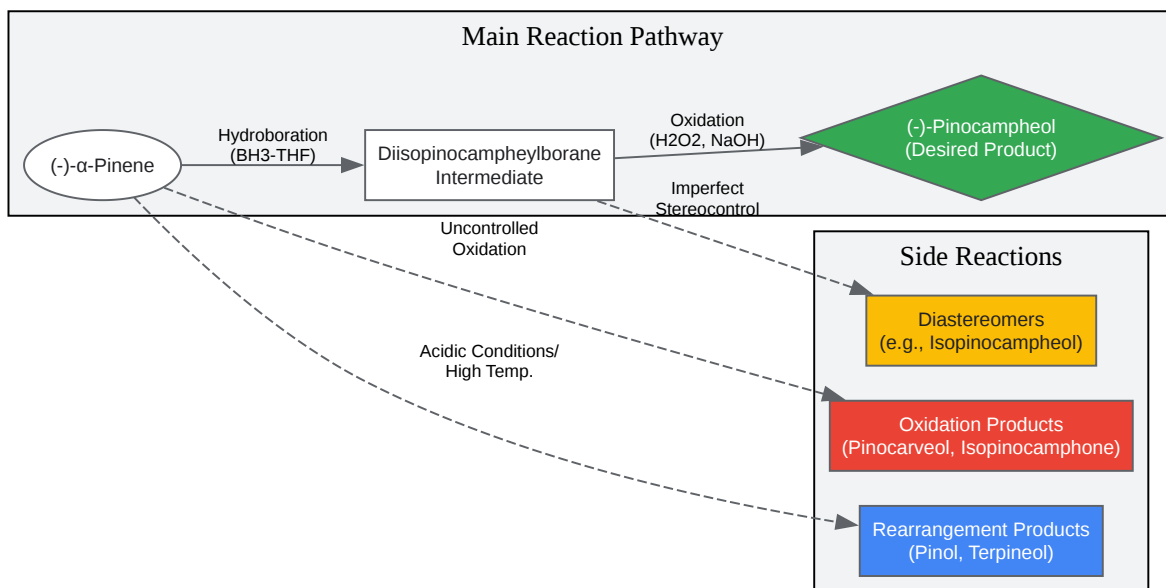 Main Reaction Pathway
(-)-α-Pinene
Hydroboration
(BH3-THF)
Diisopinocampheylborane
Intermediate
Oxidation
(H2O2, NaOH)
(-)-Pinocampheol
(Desired Product)
Imperfect
Stereocontrol
Uncontrolled
Oxidation
Acidic Conditions/
High Temp.
Side Reactions
Diastereomers
(e.g., Isopinocampheol)
Oxidation Products
(Pinocarveol, Isopinocamphone)
Rearrangement Products
(Pinol, Terpineol)